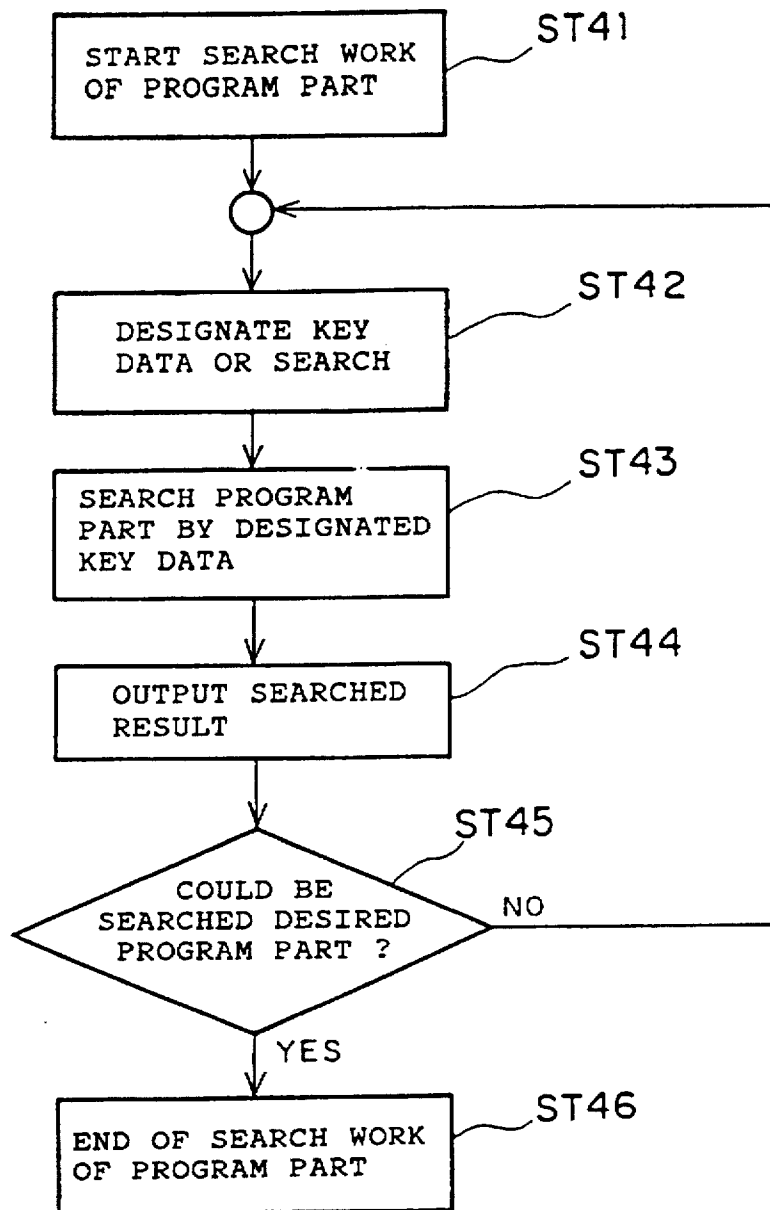 ST41
START SEARCH WORK
OF PROGRAM PART
ST42
DESIGNATE KEY
DATA OR SEARCH
ST43
SEARCH PROGRAM
PART BY DESIGNATED
KEY DATA
ST44
OUTPUT SEARCHED
RESULT
ST45
COULD BE
SEARCHED DESIRED
PROGRAM PART ?
NO
YES
ST46
END OF SEARCH WORK
OF PROGRAM PART